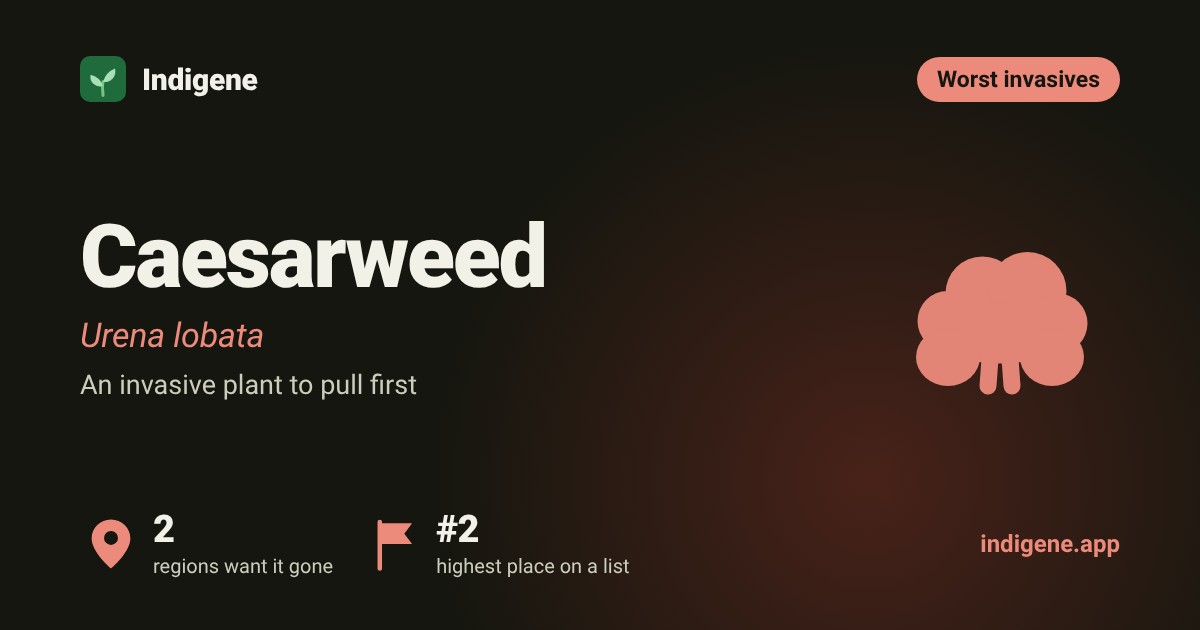 Indigene
Worst invasives
Caesarweed
Urena lobata
An invasive plant to pull first
2
regions want it gone
#2
highest place on a list
indigene.app